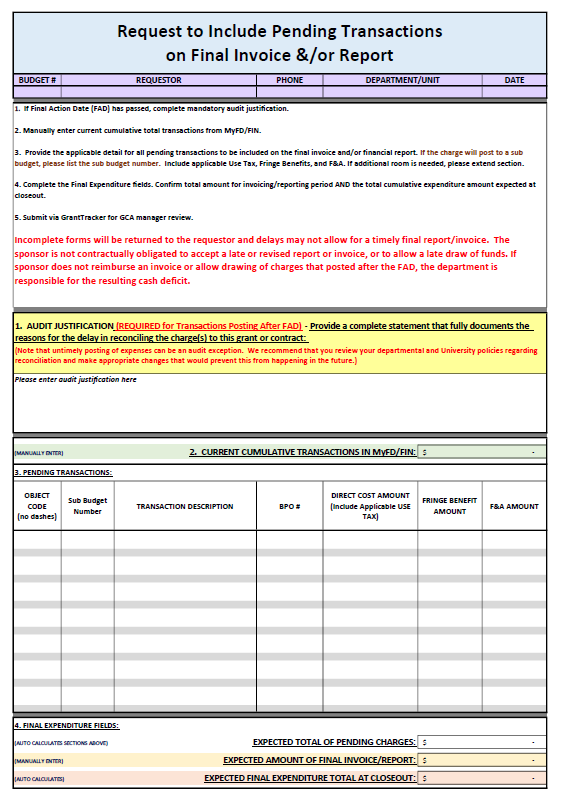 Request to Include Pending Transactions
on Final Invoice &/or Report
BUDGET # REQUESTOR PHONE DEPARTMENT/UNIT DATE
1. If Final Action Date (FAD) has passed, complete mandatory audit justification.
2. Manually enter current cumulative total transactions from MyFD/FIN.
3. Provide the applicable detail for all pending transactions to be included on the final invoice and/or financial report. If the charge will post to a sub
budget, please list the sub budget number. Include applicable Use Tax, Fringe Benefits, and F&A. If additional room is needed, please extend section.
4. Complete the Final Expenditure fields. Confirm total amount for invoicing/reporting period AND the total cumulative expenditure amount expected at
closeout.
5. Submit via GrantTracker for GCA manager review.
Incomplete forms will be returned to the requestor and delays may not allow for a timely final report/invoice. The
sponsor is not contractually obligated to accept a late or revised report or invoice, or to allow a late draw of funds. If
sponsor does not reimburse an invoice or allow drawing of charges that posted after the FAD, the department is
responsible for the resulting cash deficit.
1. AUDIT JUSTIFICATION (REQUIRED for Transactions Posting After FAD) - Provide a complete statement that fully documents the
reasons for the delay in reconciling the charge(s) to this grant or contract:
(Note that untimely posting of expenses can be an audit exception. We recommend that you review your departmental and University policies regarding
reconciliation and make appropriate changes that would prevent this from happening in the future.)
Please enter audit justification here
(MANUALLY ENTER) 2. CURRENT CUMULATIVE TRANSACTIONS IN MyFD/FIN: $ -
3. PENDING TRANSACTIONS:
OBJECT
CODE
(no dashes)
Sub Budget
Number
TRANSACTION DESCRIPTION
BPO #
DIRECT COST AMOUNT
(Include Applicable USE
TAX)
FRINGE BENEFIT
AMOUNT
F&A AMOUNT
4. FINAL EXPENDITURE FIELDS:
(AUTO CALCULATES SECTIONS ABOVE) EXPECTED TOTAL OF PENDING CHARGES: $ -
(MANUALLY ENTER) EXPECTED AMOUNT OF FINAL INVOICE/REPORT: $ -
(AUTO CALCULATES) EXPECTED FINAL EXPENDITURE TOTAL AT CLOSEOUT: $ -